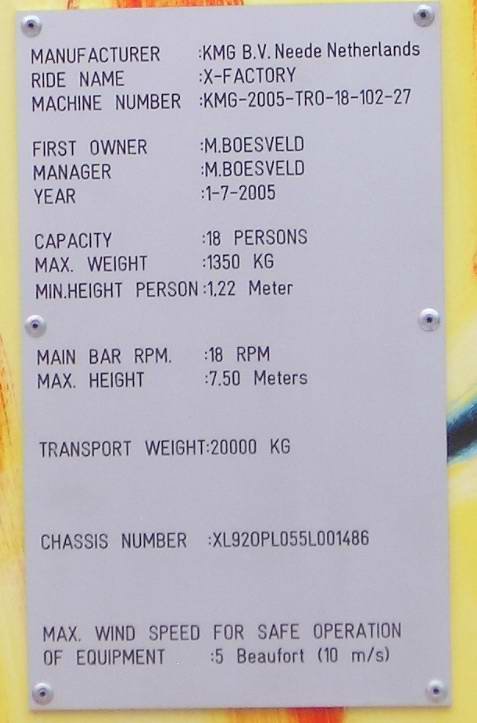 MANUFACTURER :KMG B.V. Neede Netherlands
RIDE NAME :X-FACTORY
MACHINE NUMBER :KMG-2005-TRO-18-102-27
FIRST OWNER :M.BOESVELD
MANAGER :M.BOESVELD
YEAR :1-7-2005
CAPACITY :18 PERSONS
MAX. WEIGHT :1350 KG
MIN.HEIGHT PERSON :1,22 Meter
MAIN BAR RPM. :18 RPM
MAX. HEIGHT :7.50 Meters
TRANSPORT WEIGHT:20000 KG
CHASSIS NUMBER :XL920PL055L001486
MAX. WIND SPEED FOR SAFE OPERATION
OF EQUIPMENT :5 Beaufort (10 m/s)